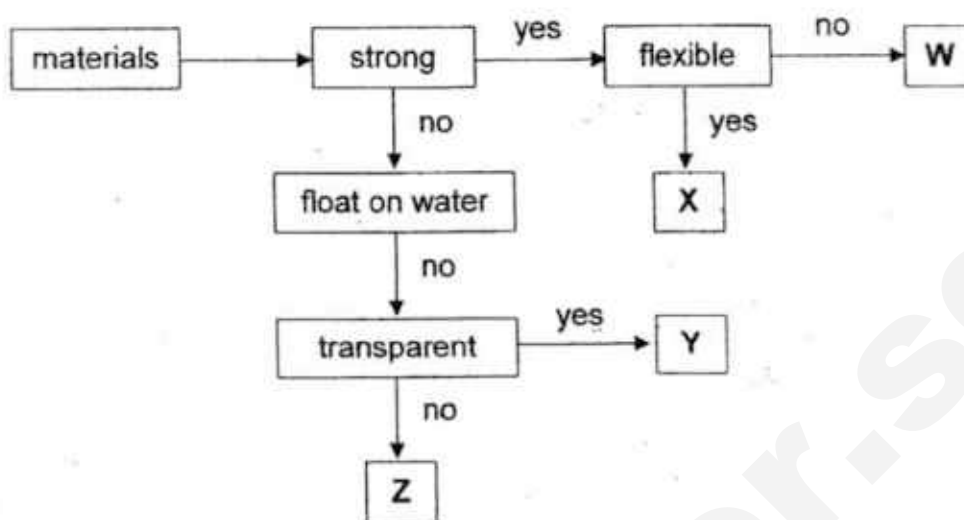 materials
strong
yes
flexible
no
W
no
yes
float on water
X
no
transparent
yes
Y
no
Z